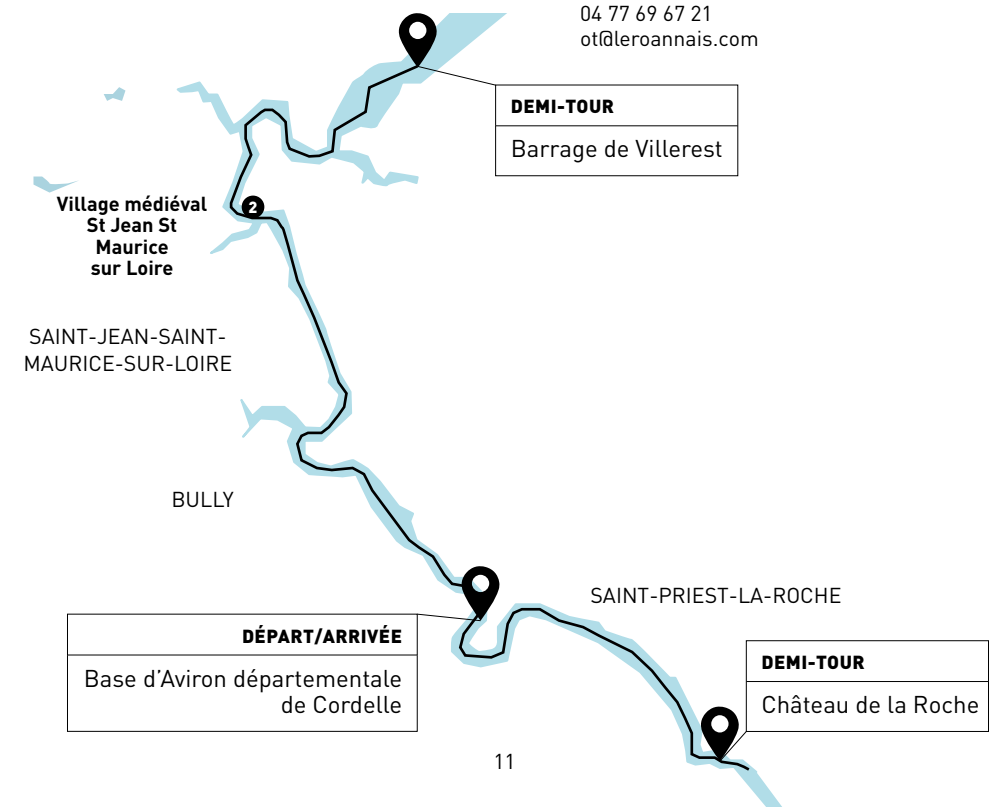 04 77 69 67 21
ot@leroannais.com
DEMI-TOUR
Barrage de Villerest
2
Village médiéval
St Jean St
Maurice
sur Loire
SAINT-JEAN-SAINT-
MAURICE-SUR-LOIRE
BULLY
SAINT-PRIEST-LA-ROCHE
DÉPART/ARRIVÉE
Base d’Aviron départementale
de Cordelle
DEMI-TOUR
Château de la Roche
11